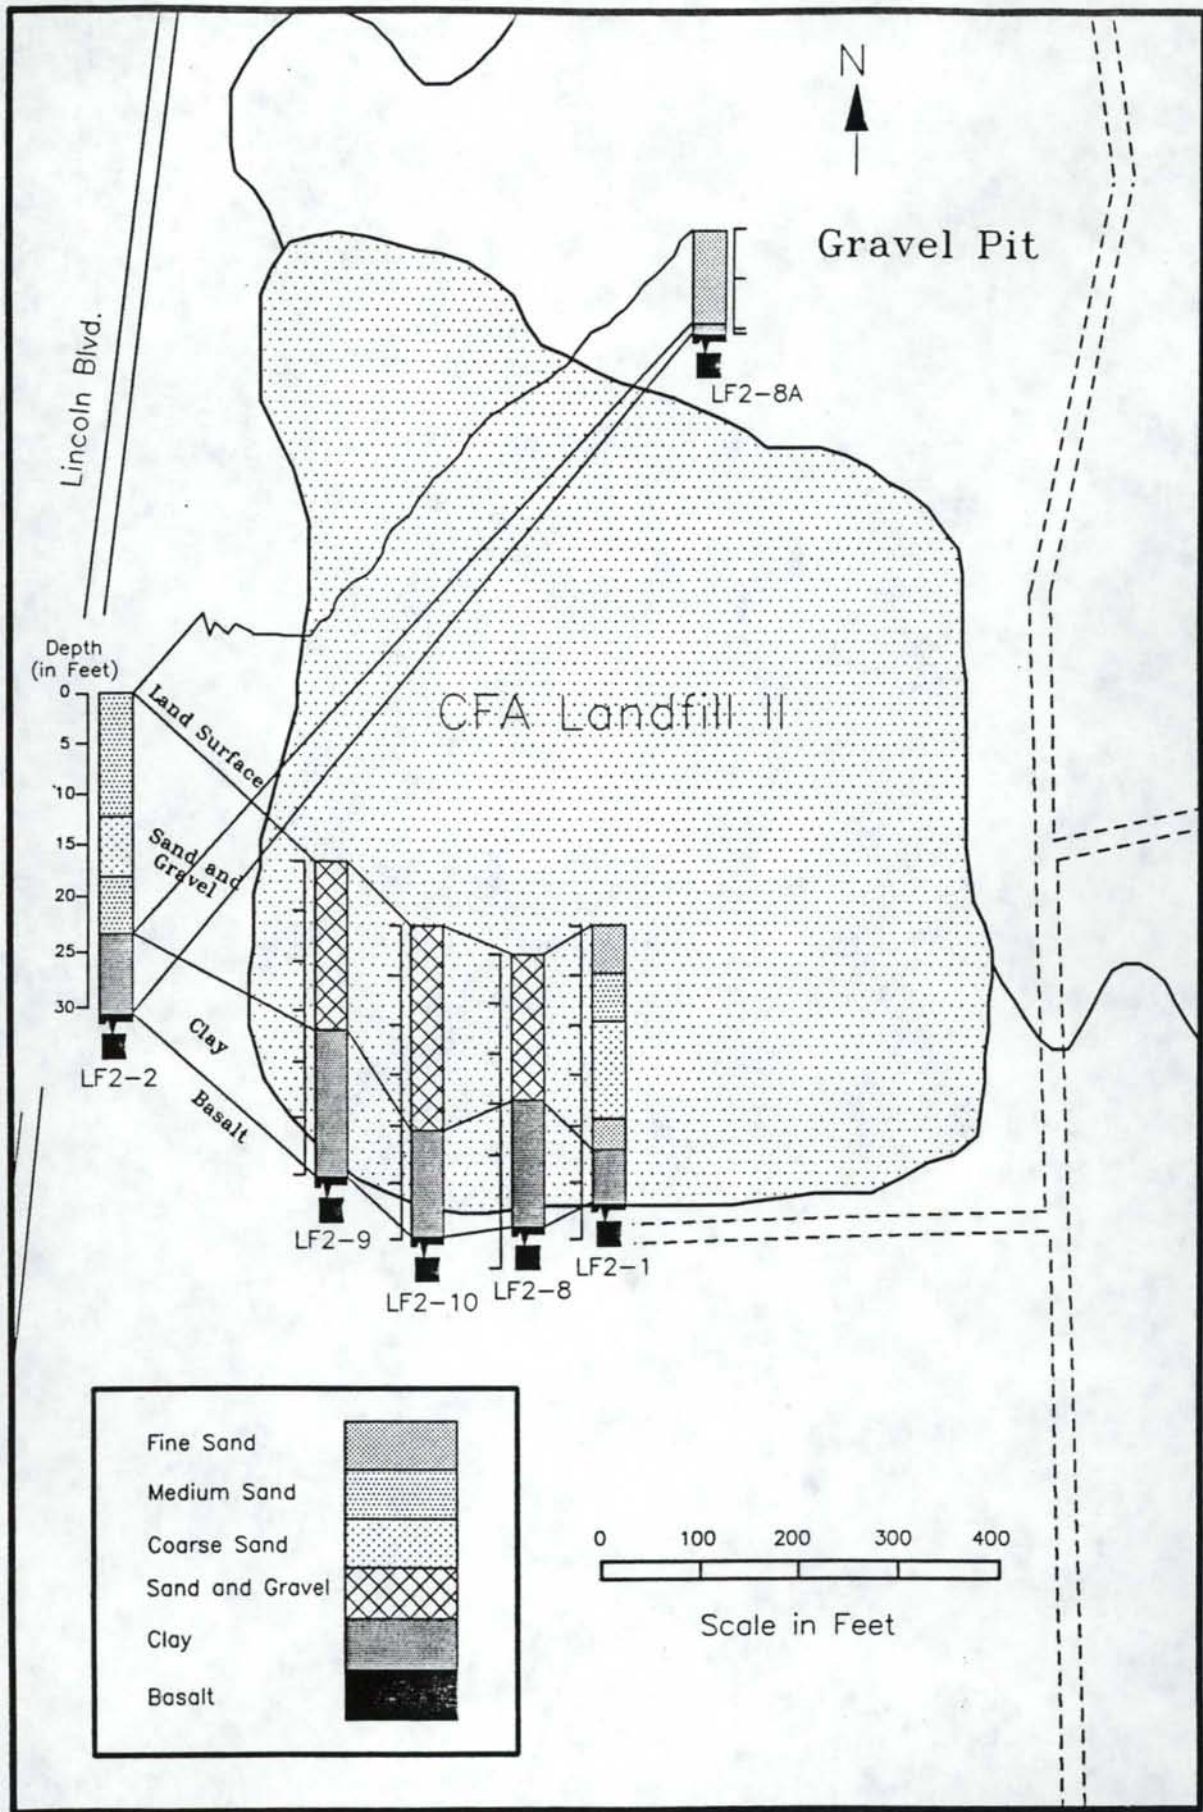 N
Gravel Pit
Lincoln Blvd.
LF2-8A
Depth
(in Feet)
0
5
10
15
20
25
30
Land Surface
Sand and
Gravel
Clay
Basalt
CFA Landfill II
LF2-2
LF2-9
LF2-10
LF2-8
LF2-1
Fine Sand
Medium Sand
Coarse Sand
Sand and Gravel
Clay
Basalt
0 100 200 300 400
Scale in Feet